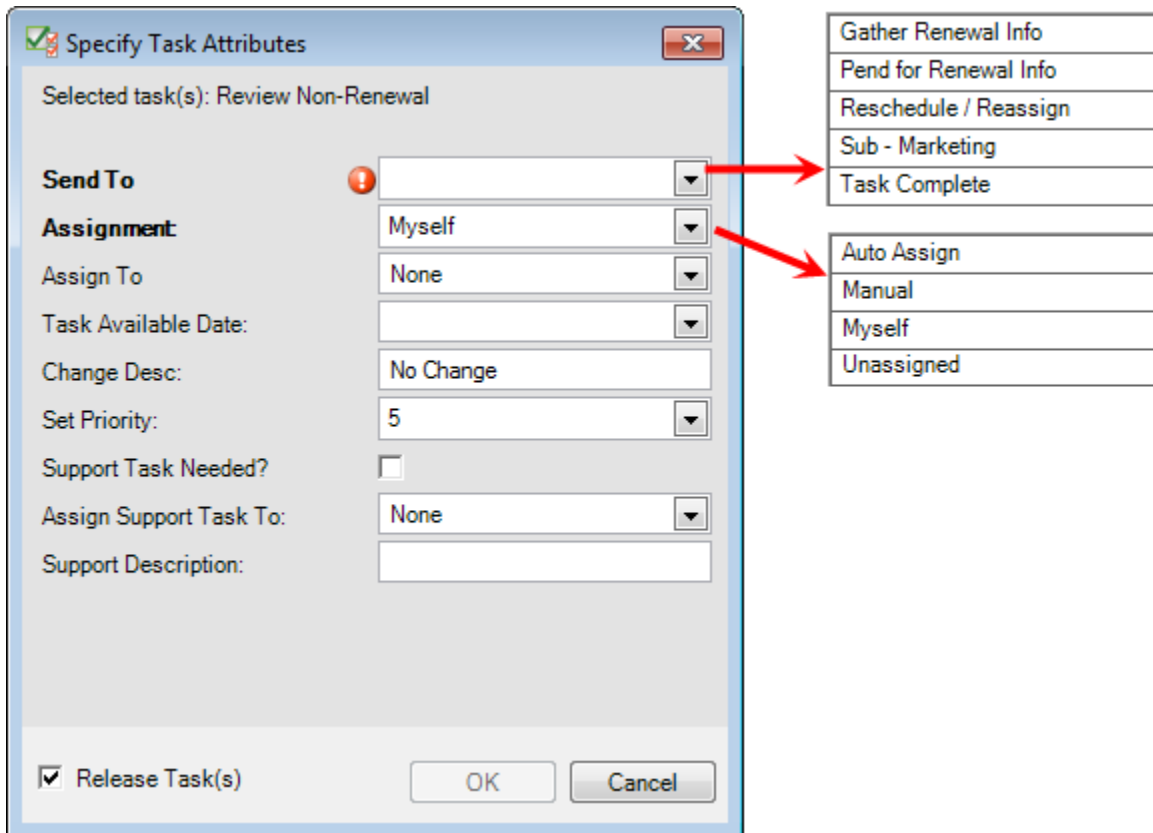 Specify Task Attributes
Selected task(s): Review Non-Renewal
Send To
Assignment:
Myself
Assign To
None
Task Available Date:
Change Desc:
No Change
Set Priority:
5
Support Task Needed?
Assign Support Task To:
None
Support Description:
Release Task(s)
OK
Cancel
Gather Renewal Info
Pend for Renewal Info
Reschedule / Reassign
Sub - Marketing
Task Complete
Auto Assign
Manual
Myself
Unassigned